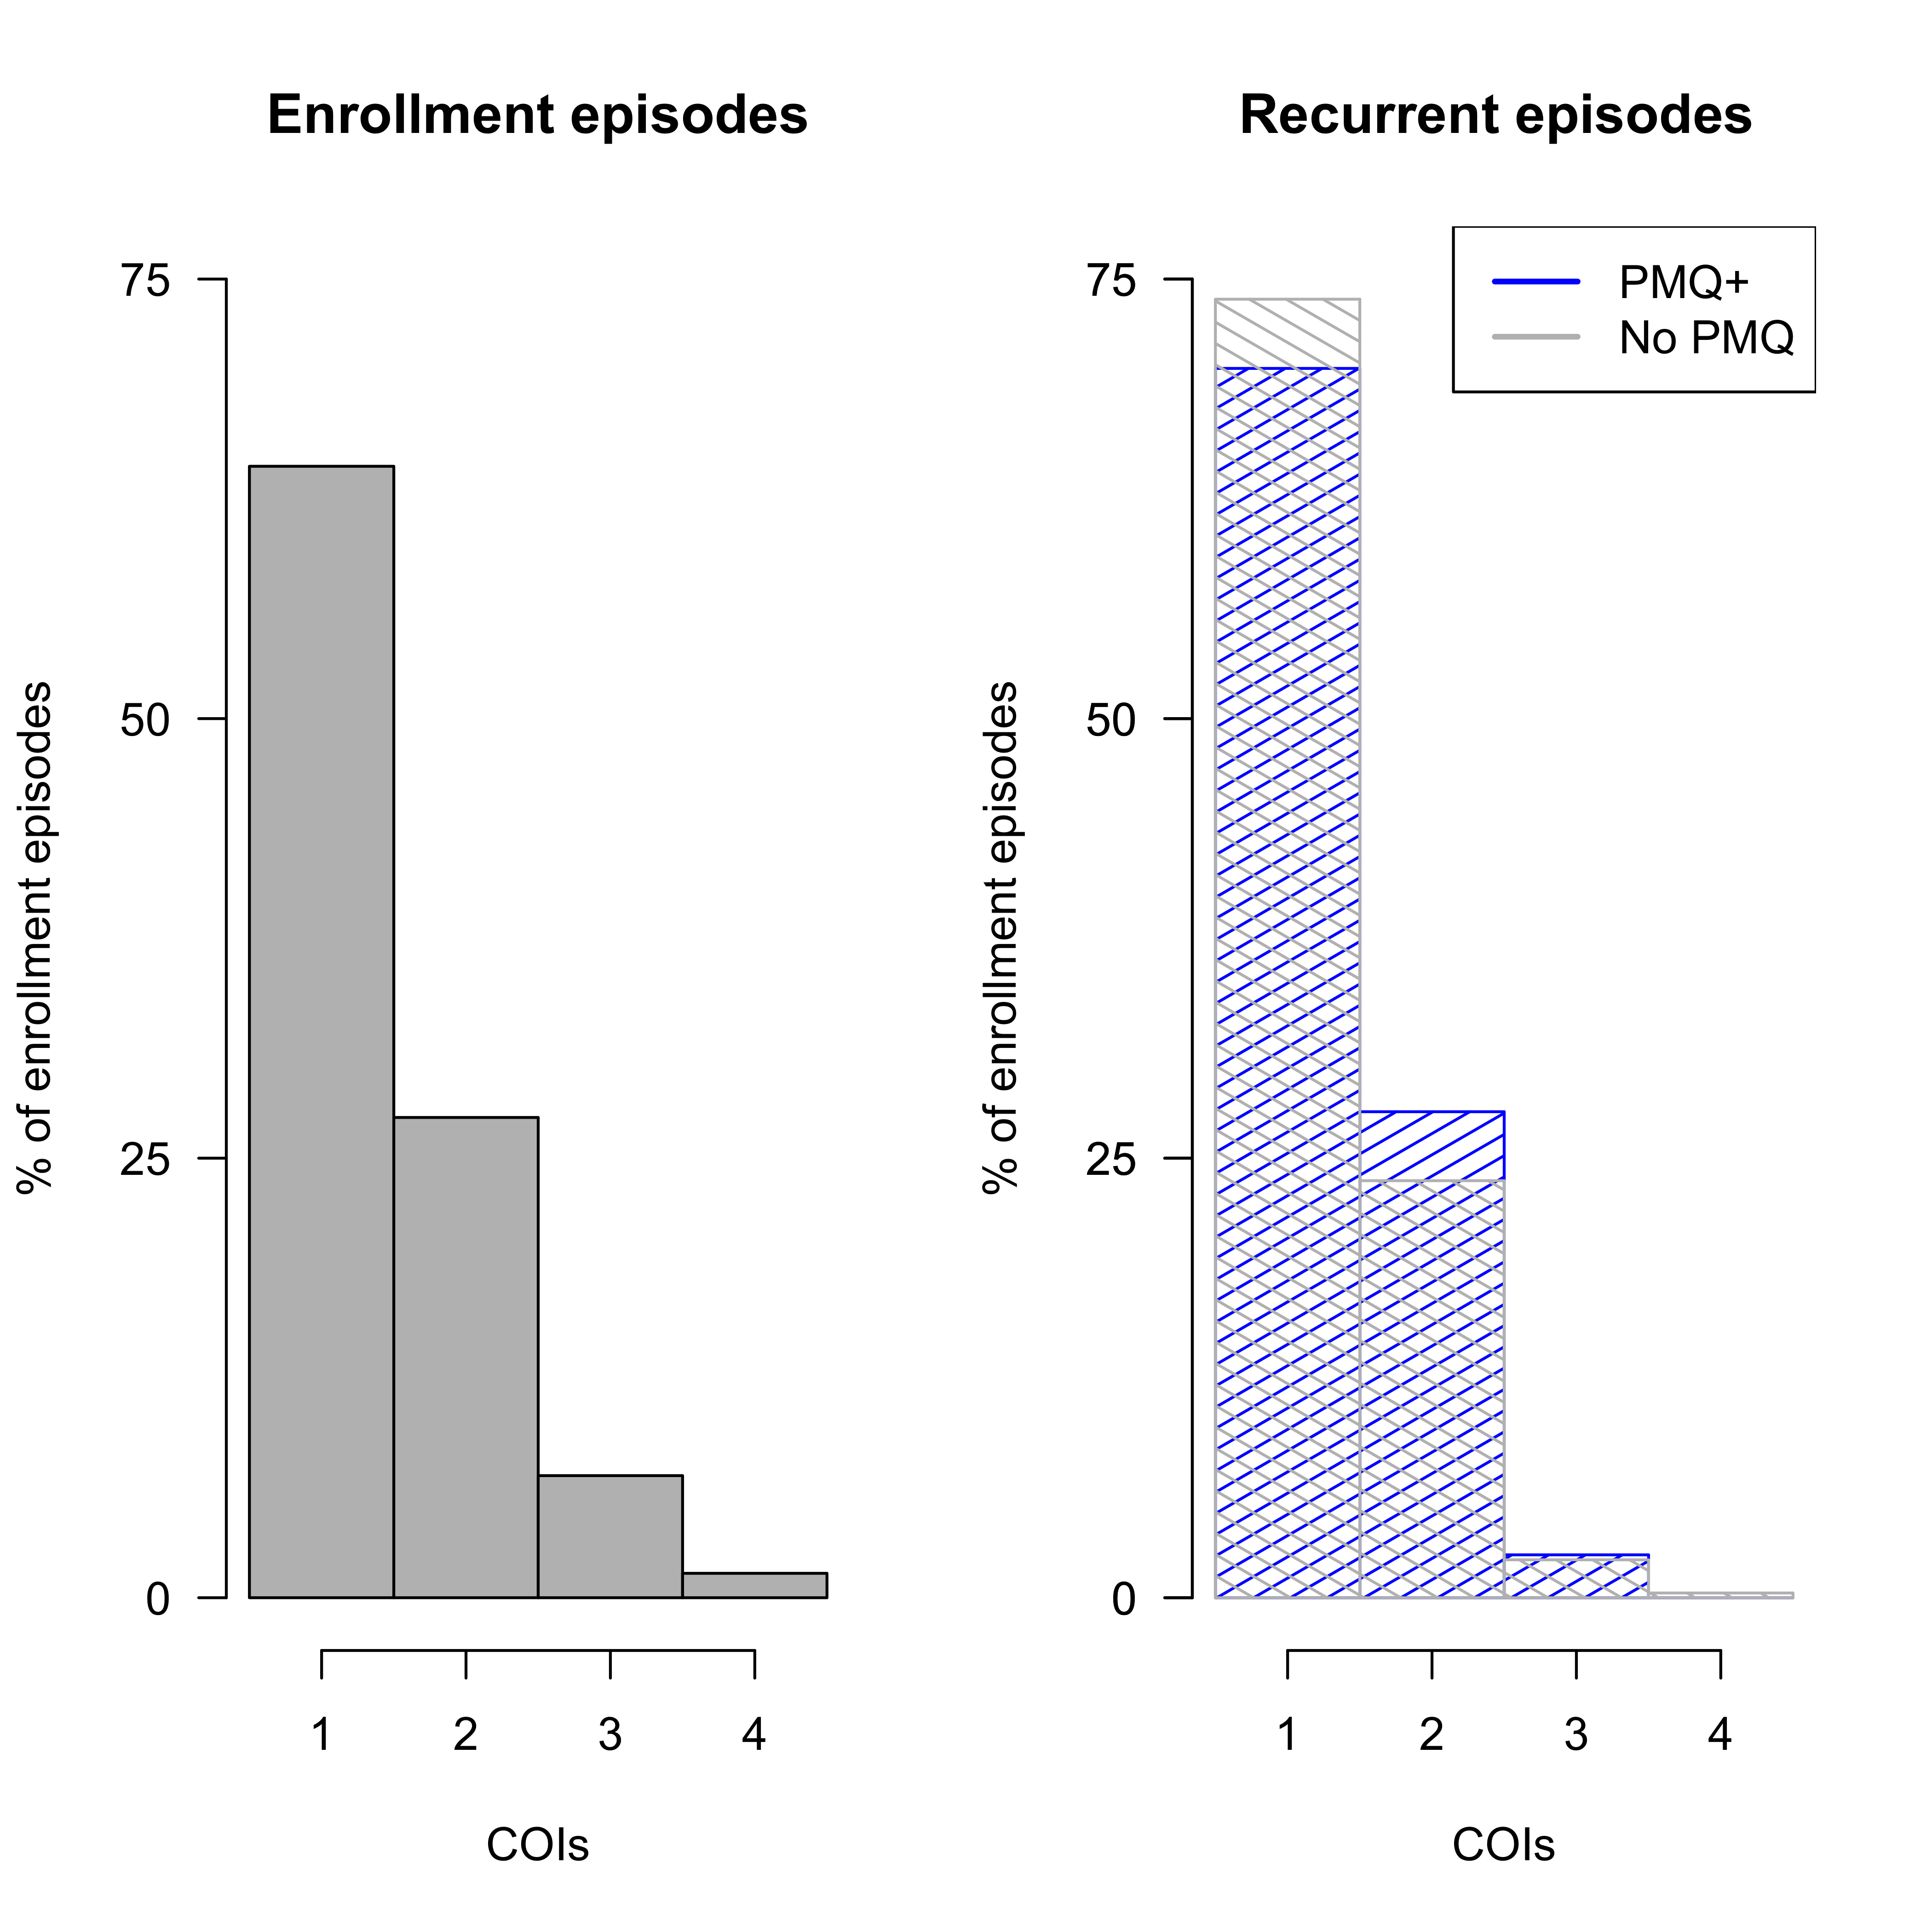 Enrollment episodes
% of enrollment episodes
75
50
25
0
1 2 3 4
COIs
Recurrent episodes
PMQ+
No PMQ
% of enrollment episodes
75
50
25
0
1 2 3 4
COIs